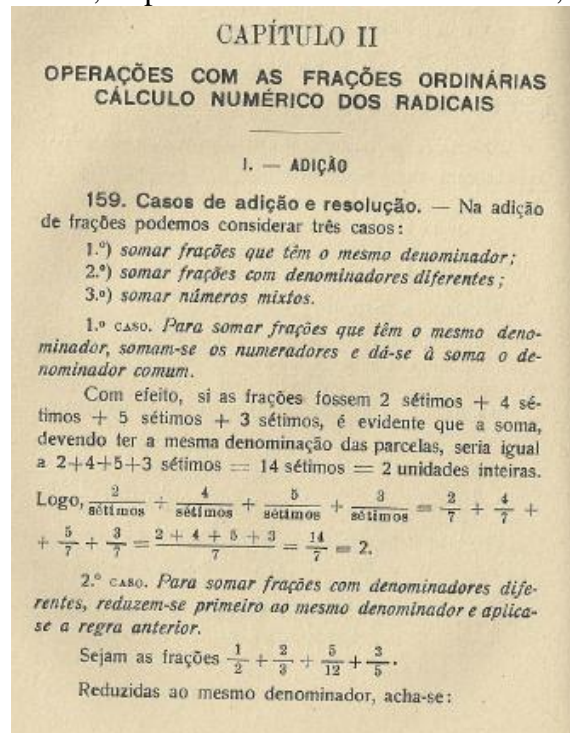 CAPÍTULO II
OPERAÇÕES COM AS FRAÇÕES ORDINÁRIAS
CÁLCULO NUMÉRICO DOS RADICAIS
I. — ADIÇÃO
159. Casos de adição e resolução. — Na adição
de frações podemos considerar três casos:
1.º) somar frações que têm o mesmo denominador;
2.º) somar frações com denominadores diferentes;
3.º) somar números mixtos.
1.º CASO. Para somar frações que têm o mesmo deno-
minador, somam-se os numeradores e dá-se à soma o de-
nominador comum.
Com efeito, si as frações fossem 2 sétimos + 4 sé-
timos + 5 sétimos + 3 sétimos, é evidente que a soma,
devendo ter a mesma denominação das parcelas, seria igual
a 2+4+5+3 sétimos = 14 sétimos = 2 unidades inteiras.
Logo, 2/sétimos + 4/sétimos + 5/sétimos + 3/sétimos = 2/7 + 4/7 +
+ 5/7 + 3/7 = 2 + 4 + 5 + 3/7 = 14/7 = 2.
2.º CASO. Para somar frações com denominadores dife-
rentes, reduzem-se primeiro ao mesmo denominador e aplica-
se a regra anterior.
Sejam as frações 1/2 + 2/3 + 5/12 + 3/5.
Reduzidas ao mesmo denominador, acha-se: